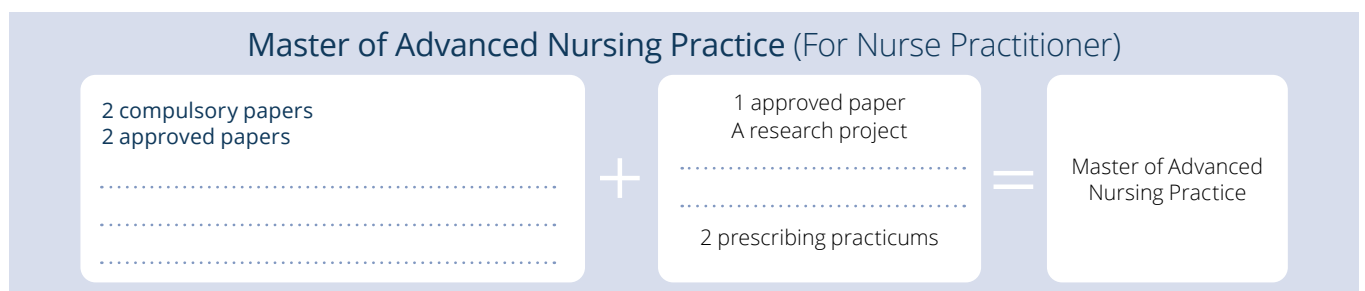 Master of Advanced Nursing Practice (For Nurse Practitioner)
2 compulsory papers
2 approved papers
+
1 approved paper
A research project
2 prescribing practicums
=
Master of Advanced
Nursing Practice